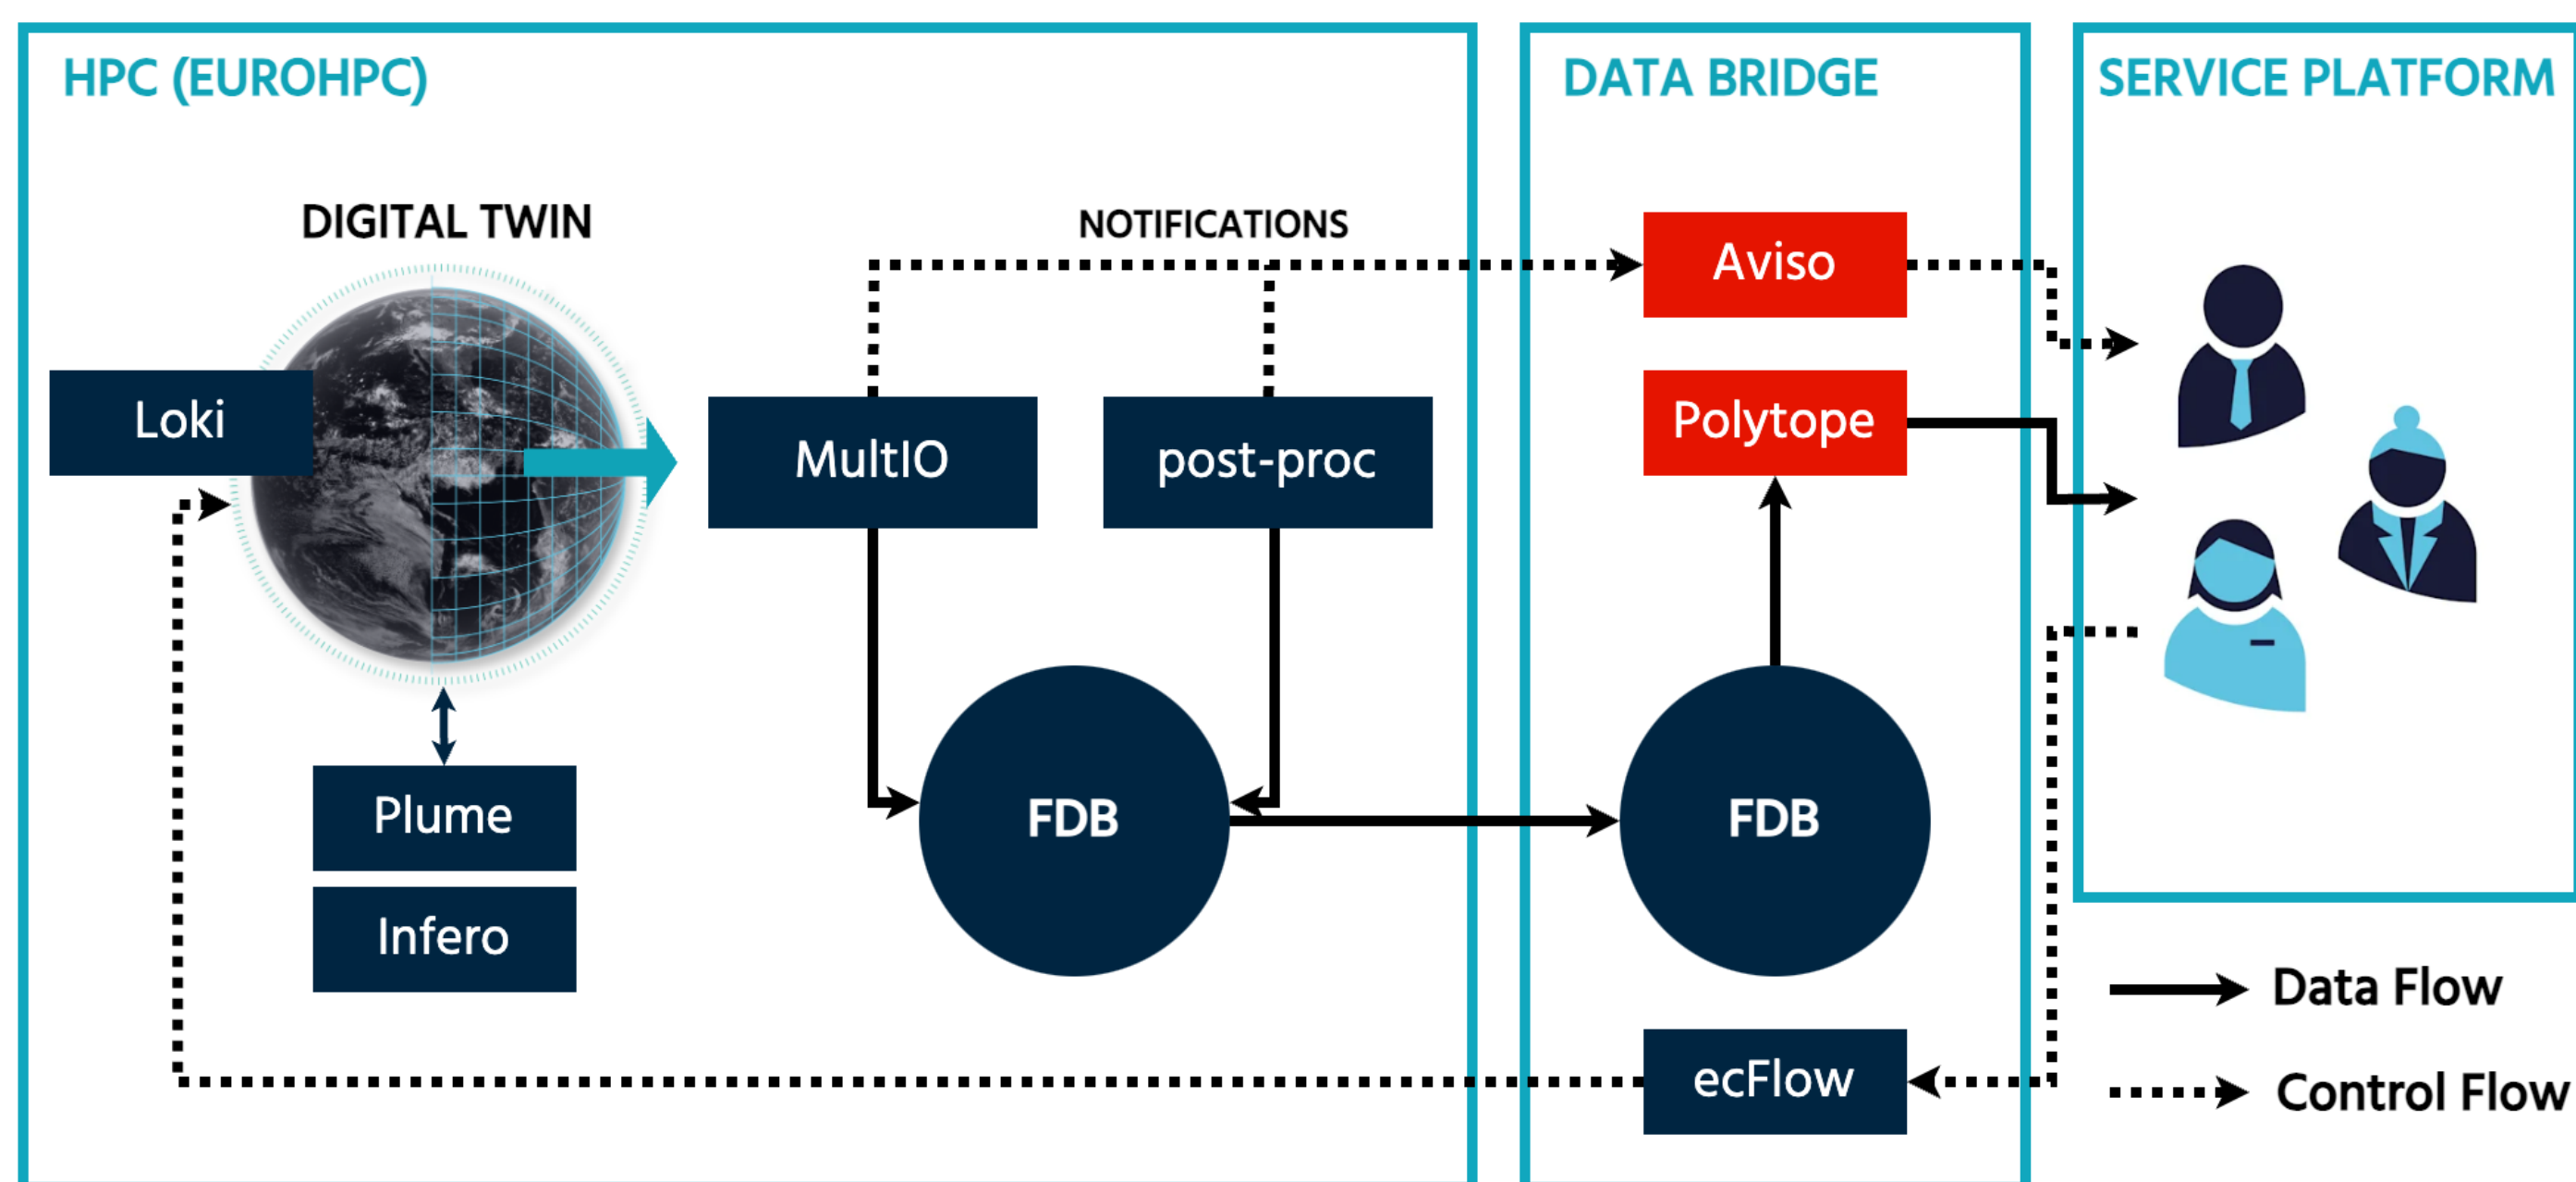 HPC (EUROHPC)
DATA BRIDGE
SERVICE PLATFORM
DIGITAL TWIN
NOTIFICATIONS
Aviso
Loki
Polytope
MultIO
post-proc
Plume
FDB
FDB
Infero
Data Flow
ecFlow
Control Flow